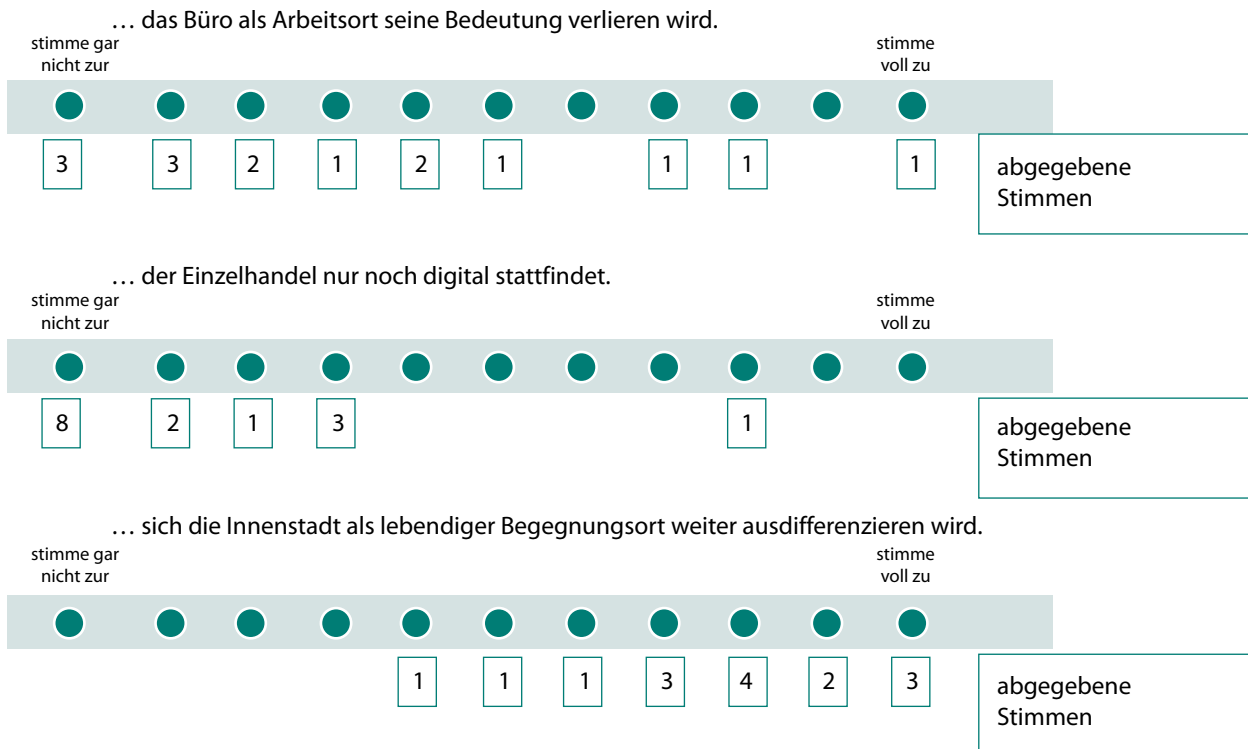 … das Büro als Arbeitsort seine Bedeutung verlieren wird.
stimme gar
nicht zur
stimme
voll zu
3 3 2 1 2 1 1 1 1
abgegebene
Stimmen
… der Einzelhandel nur noch digital stattfindet.
stimme gar
nicht zur
stimme
voll zu
8 2 1 3 1
abgegebene
Stimmen
… sich die Innenstadt als lebendiger Begegnungsort weiter ausdifferenzieren wird.
stimme gar
nicht zur
stimme
voll zu
1 1 1 3 4 2 3
abgegebene
Stimmen